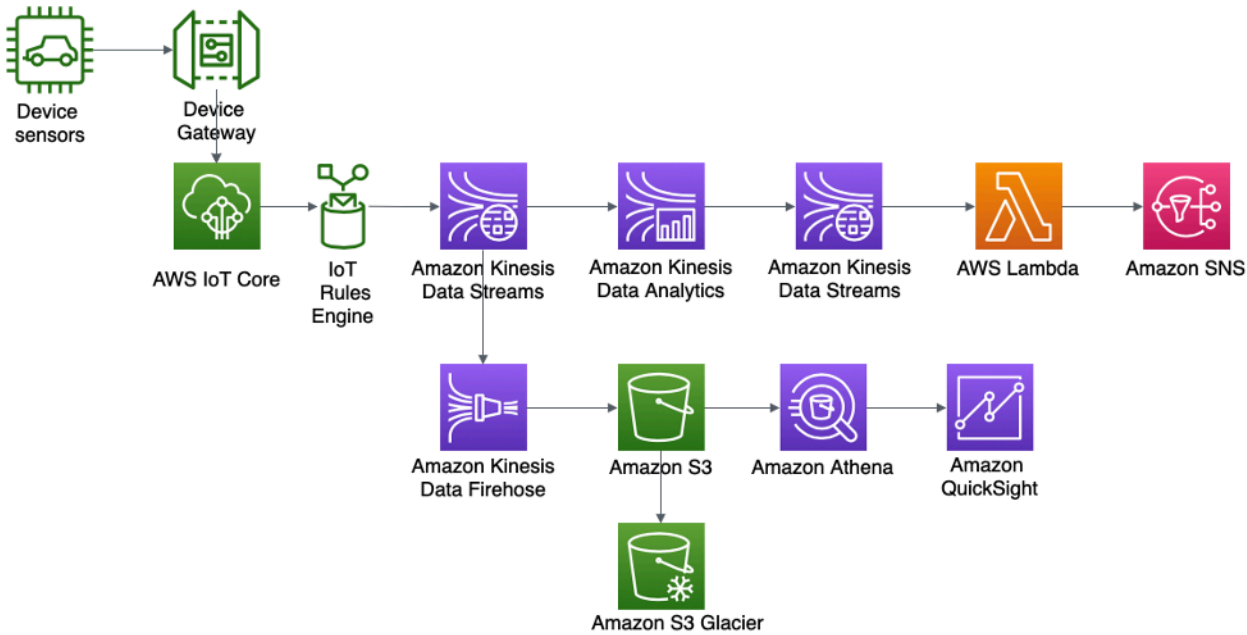 Device
sensors
Device
Gateway
AWS IoT Core
IoT
Rules
Engine
Amazon Kinesis
Data Streams
Amazon Kinesis
Data Analytics
Amazon Kinesis
Data Streams
AWS Lambda
Amazon SNS
Amazon Kinesis
Data Firehose
Amazon S3
Amazon Athena
Amazon
QuickSight
Amazon S3 Glacier